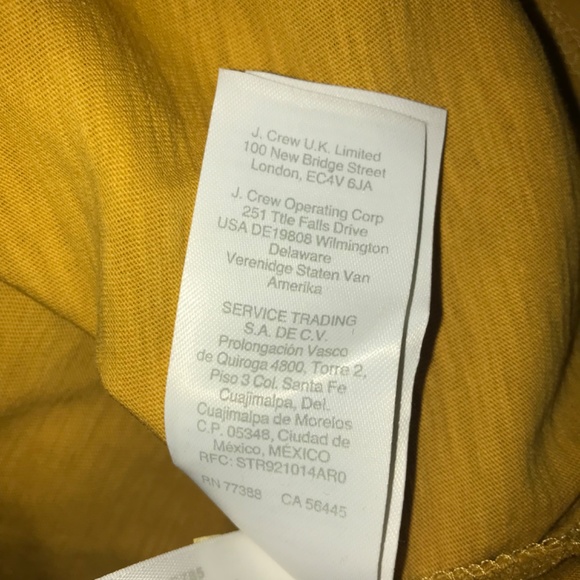 J. Crew U.K. Limited
100 New Bridge Street
London, EC4V 6JA
J. Crew Operating Corp
251 Ttle Falls Drive
USA DE19808 Wilmington
Delaware
Verenidge Staten Van
Amerika
SERVICE TRADING
S.A. DE C.V.
Prolongación Vasco
de Quiroga 4800, Torre 2,
Piso 3 Col. Santa Fe
Cuajimalpa, Del.
Cuajimalpa de Morelos
C.P. 05348, Ciudad de
México, MÉXICO
RFC: STR921014AR0
RN 77388 CA 56445